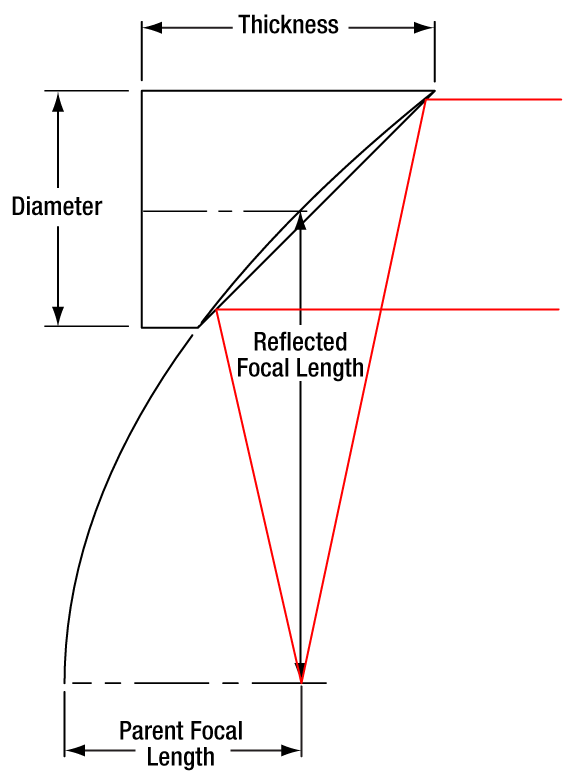 Thickness
Diameter
Reflected
Focal Length
Parent Focal
Length